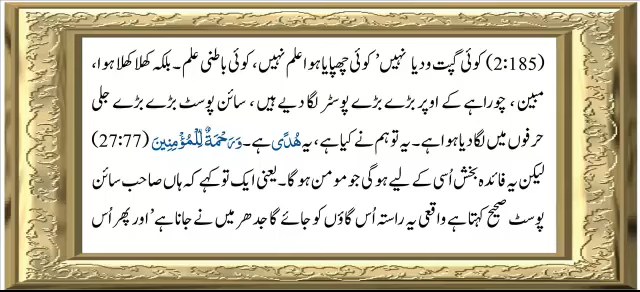 (2:185) کوئی گپت ودیا نہیں' کوئی چھپایا ہوا علم نہیں، کوئی باطنی علم۔ بلکہ کھلا کھلا ہوا،
مبین، چوراہے کے اوپر بڑے بڑے پوسٹر لگا دیے ہیں، سائن پوسٹ بڑے بڑے جلی
حرفوں میں لگا دیا ہوا ہے۔ یہ تو ہم نے کیا ہے، یہ ہُدًى ہے۔ وَرَحْمَةٌ لِّلْمُؤْمِنِينَ (27:77)
لیکن یہ فائدہ بخش اُسی کے لیے ہو گی جو مومن ہو گا۔ یعنی ایک تو کہے کہ ہاں صاحب سائن
پوسٹ صحیح کہتا ہے واقعی یہ راستہ اُس گاؤں کو جائے گا جدھر میں نے جانا ہے' اور پھر اُس